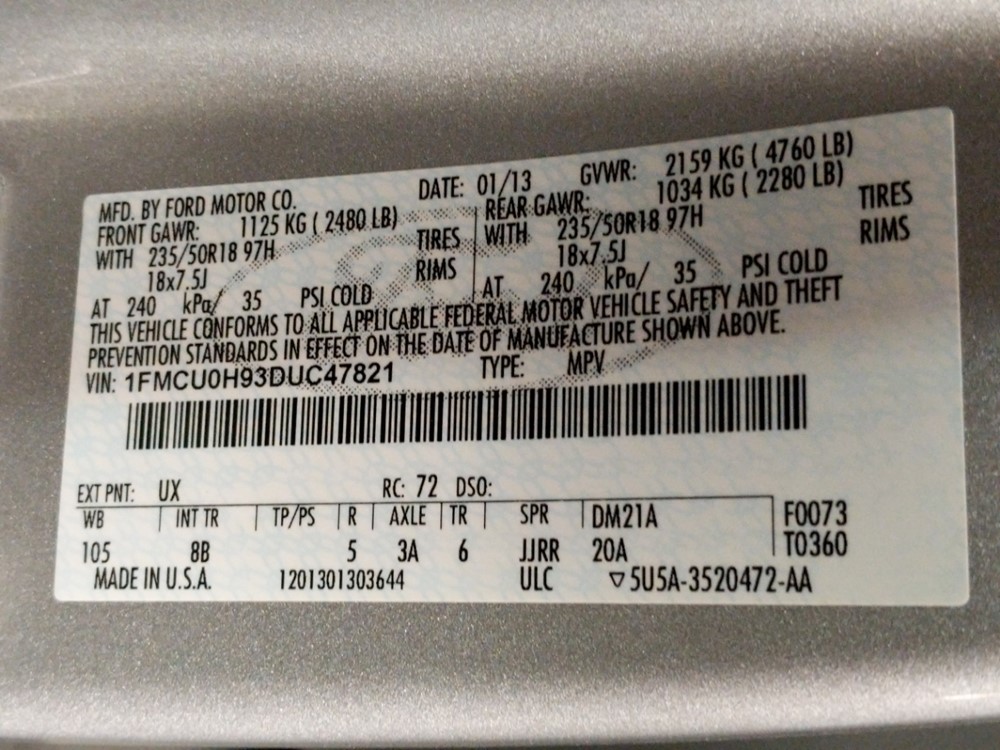 MFD. BY FORD MOTOR CO. DATE: 01/13 GVWR: 2159 KG ( 4760 LB)
FRONT GAWR: 1125 KG ( 2480 LB) REAR GAWR: 1034 KG ( 2280 LB)
WITH 235/50R18 97H TIRES WITH 235/50R18 97H TIRES
18x7.5J RIMS 18x7.5J RIMS
AT 240 kPa/ 35 PSI COLD AT 240 kPa/ 35 PSI COLD
THIS VEHICLE CONFORMS TO ALL APPLICABLE FEDERAL MOTOR VEHICLE SAFETY AND THEFT
PREVENTION STANDARDS IN EFFECT ON THE DATE OF MANUFACTURE SHOWN ABOVE.
VIN: 1FMCU0H93DUC47821 TYPE: MPV
EXT PNT: UX RC: 72 DSO:
WB INT TR TP/PS R AXLE TR SPR DM21A F0073
105 8B 5 3A 6 JJRR 20A T0360
MADE IN U.S.A. 1201301303644 ULC ▽5U5A-3520472-AA